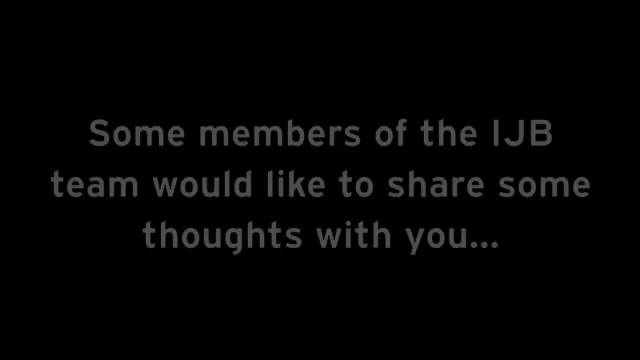 Some members of the IJB
team would like to share some
thoughts with you...